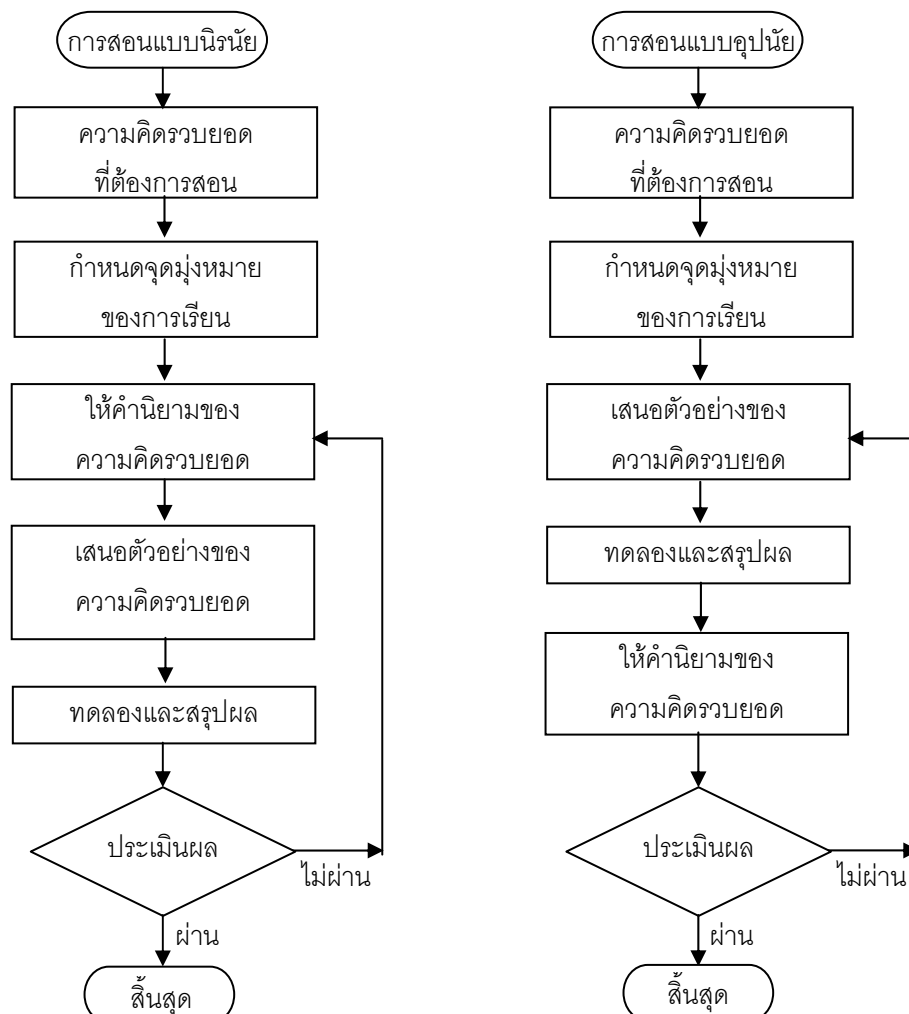 การสอนแบบนิรนัย
ความคิดรวบยอด
ที่ต้องการสอน
กำหนดจุดมุ่งหมาย
ของการเรียน
ให้คำนิยามของ
ความคิดรวบยอด
เสนอตัวอย่างของ
ความคิดรวบยอด
ทดลองและสรุปผล
ประเมินผล
ไม่ผ่าน
ผ่าน
สิ้นสุด
การสอนแบบอุปนัย
ความคิดรวบยอด
ที่ต้องการสอน
กำหนดจุดมุ่งหมาย
ของการเรียน
เสนอตัวอย่างของ
ความคิดรวบยอด
ทดลองและสรุปผล
ให้คำนิยามของ
ความคิดรวบยอด
ประเมินผล
ไม่ผ่าน
ผ่าน
สิ้นสุด